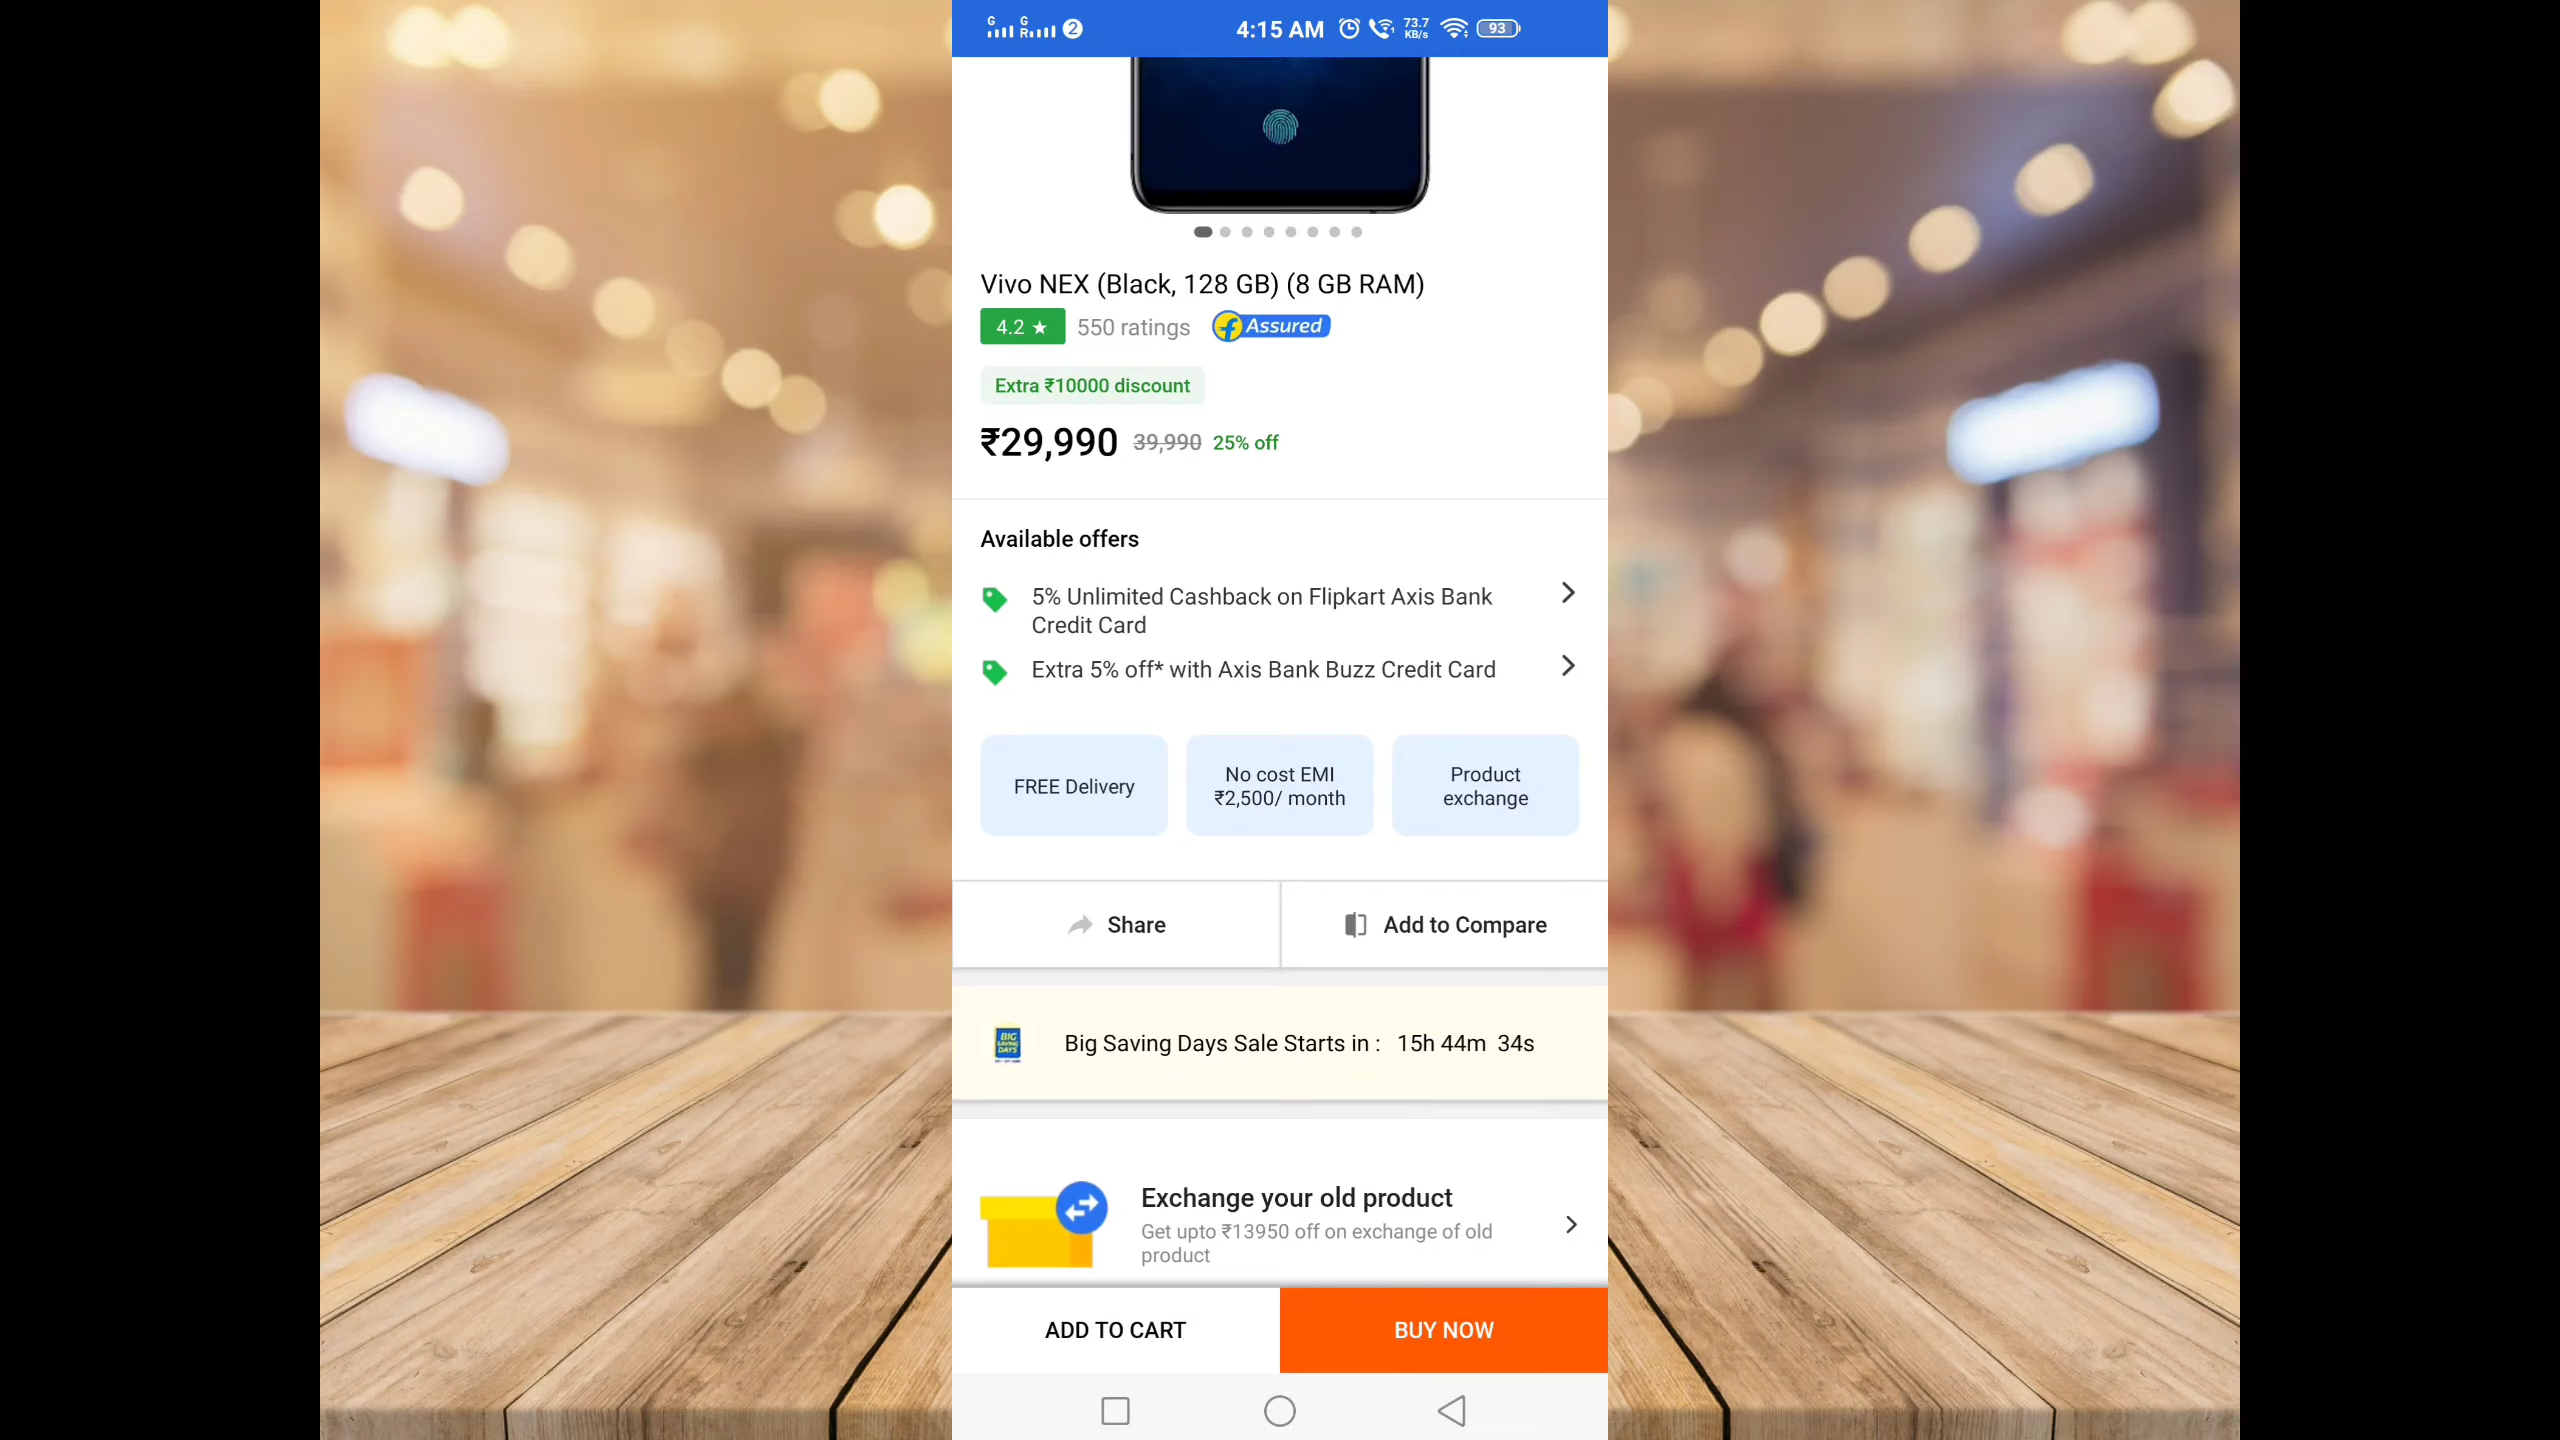 G G
R 2 4:15 AM 73.7 KB/s 93
Vivo NEX (Black, 128 GB) (8 GB RAM)
4.2 ★ 550 ratings f Assured
Extra ₹10000 discount
₹29,990 39,990 25% off
Available offers
5% Unlimited Cashback on Flipkart Axis Bank
Credit Card
Extra 5% off* with Axis Bank Buzz Credit Card
FREE Delivery
No cost EMI
₹2,500/ month
Product
exchange
Share
Add to Compare
BIG
SAVING
DAYS
Big Saving Days Sale Starts in : 15h 44m 34s
Exchange your old product
Get upto ₹13950 off on exchange of old
product
ADD TO CART
BUY NOW